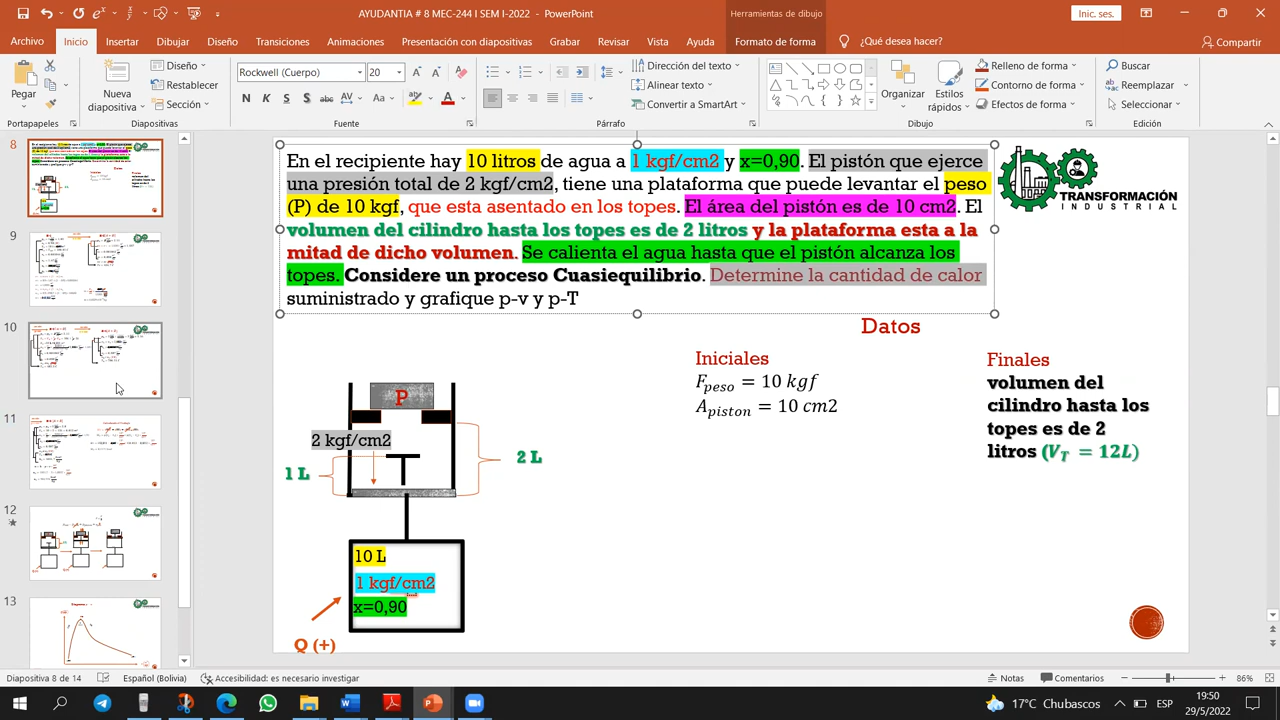 AYUDANTIA # 8 MEC-244 I SEM I-2022 - PowerPoint
Herramientas de dibujo
Inic. ses.
Archivo Inicio Insertar Dibujar Diseño Transiciones Animaciones Presentación con diapositivas Grabar Revisar Vista Ayuda Formato de forma ¿Qué desea hacer? Compartir
Pegar
Nueva diapositiva
Diseño
Restablecer
Sección
Rockwell (Cuerpo) 20
N K S S abc AV Aa A
Dirección del texto
Alinear texto
Convertir a SmartArt
Organizar
Estilos rápidos
Relleno de forma
Contorno de forma
Efectos de forma
Buscar
Reemplazar
Seleccionar
Portapapeles Diapositivas Fuente Párrafo Dibujo Edición
8
10
11
12
13
En el recipiente hay 10 litros de agua a 1 kgf/cm2 y x=0,90. El pistón que ejerce
una presión total de 2 kgf/cm2, tiene una plataforma que puede levantar el peso
(P) de 10 kgf, que esta asentado en los topes. El área del pistón es de 10 cm2. El
volumen del cilindro hasta los topes es de 2 litros y la plataforma esta a la
mitad de dicho volumen. Se calienta el agua hasta que el pistón alcanza los
topes. Considere un proceso Cuasiequilibrio. Determine la cantidad de calor
suministrado y grafique p-v y p-T
TRANSFORMACIÓN
INDUSTRIAL
Datos
Iniciales
F_peso = 10 kgf
A_piston = 10 cm2
Finales
volumen del
cilindro hasta los
topes es de 2
litros (V_T = 12L)
P
2 kgf/cm2
1 L
2 L
10 L
1 kgf/cm2
x=0,90
Q (+)
Diapositiva 8 de 14 Español (Bolivia) Accesibilidad: es necesario investigar Notas Comentarios 86%
17°C Chubascos ESP 19:50
29/5/2022